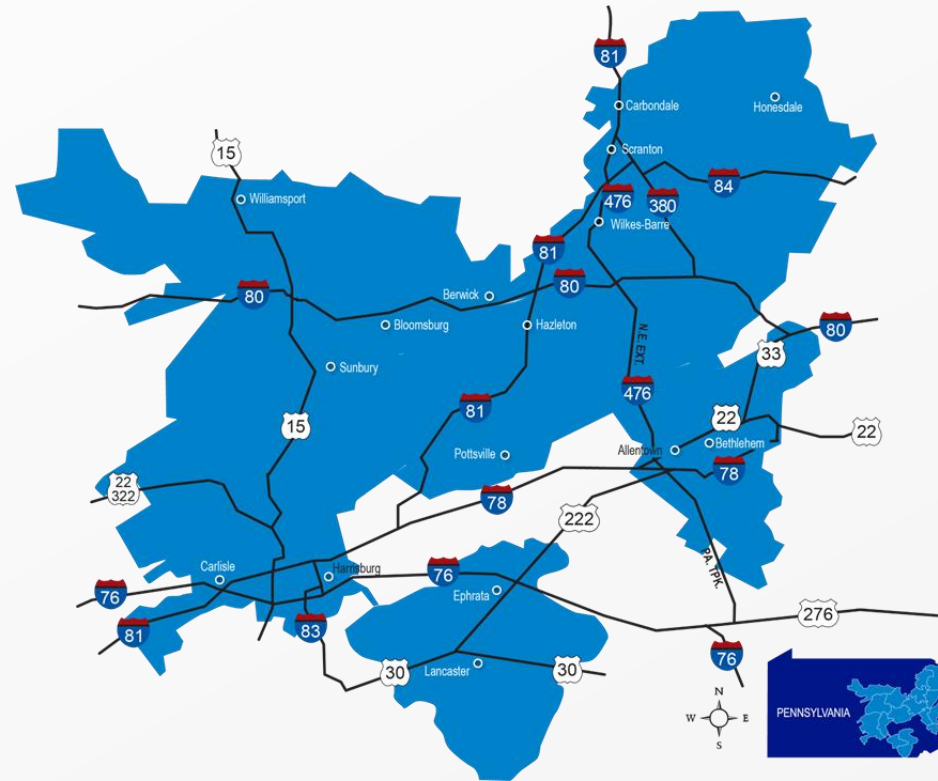 81
Carbondale
Honesdale
15
Scranton
84
Williamsport
476
380
Wilkes-Barre
81
80
Berwick
80
Bloomsburg
Hazleton
80
N.E. EXT.
33
Sunbury
476
81
15
22
22
Bethlehem
Allentown
Pottsville
78
22
322
78
222
PA. TPK.
Carlisle
Harrisburg
76
76
Ephrata
276
81
83
76
Lancaster
30
30
N
W
E
S
PENNSYLVANIA